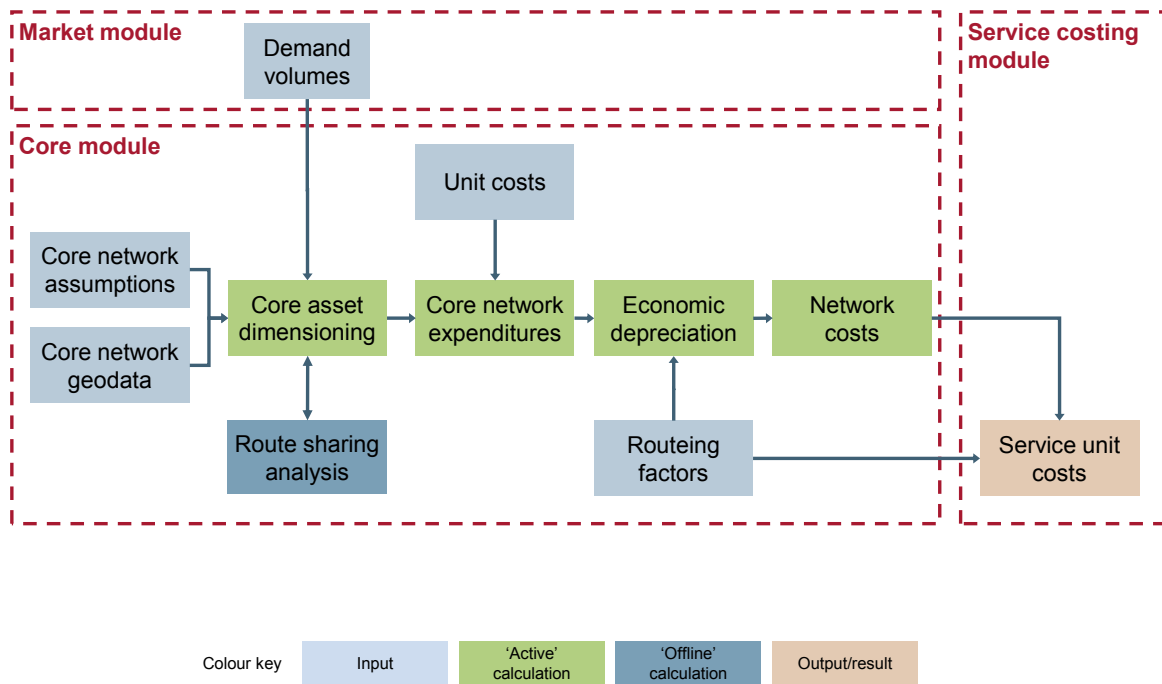 Market module
Demand
volumes
Service costing
module
Core module
Unit costs
Core network
assumptions
Core network
geodata
Core asset
dimensioning
Core network
expenditures
Economic
depreciation
Network
costs
Route sharing
analysis
Routeing
factors
Service unit
costs
Colour key
Input
‘Active’
calculation
‘Offline’
calculation
Output/result